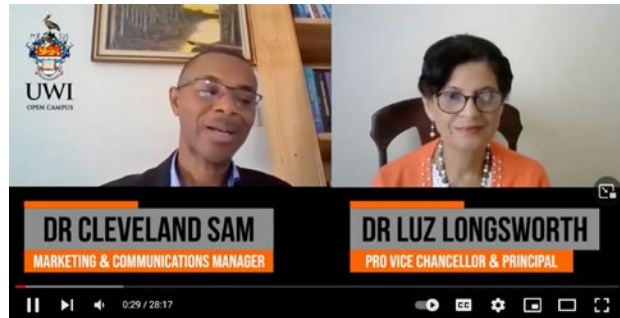 UWI
OPEN CAMPUS
DR CLEVELAND SAM
MARKETING & COMMUNICATIONS MANAGER
DR LUZ LONGSWORTH
PRO VICE CHANCELLOR & PRINCIPAL
0:29 / 28:17
CC